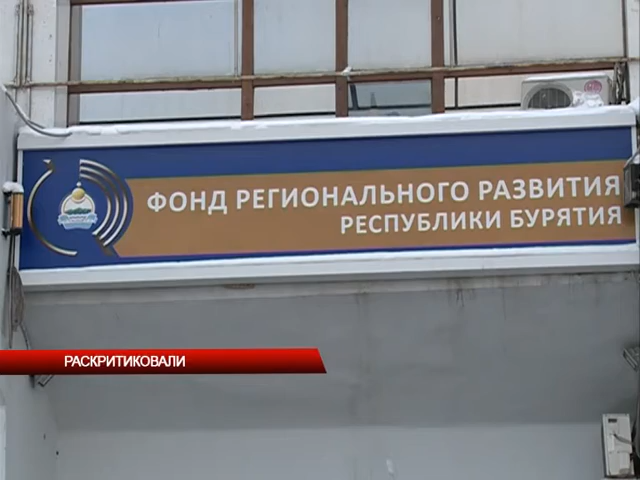 ФОНД РЕГИОНАЛЬНОГО РАЗВИТИЯ
РЕСПУБЛИКИ БУРЯТИЯ
РАСКРИТИКОВАЛИ